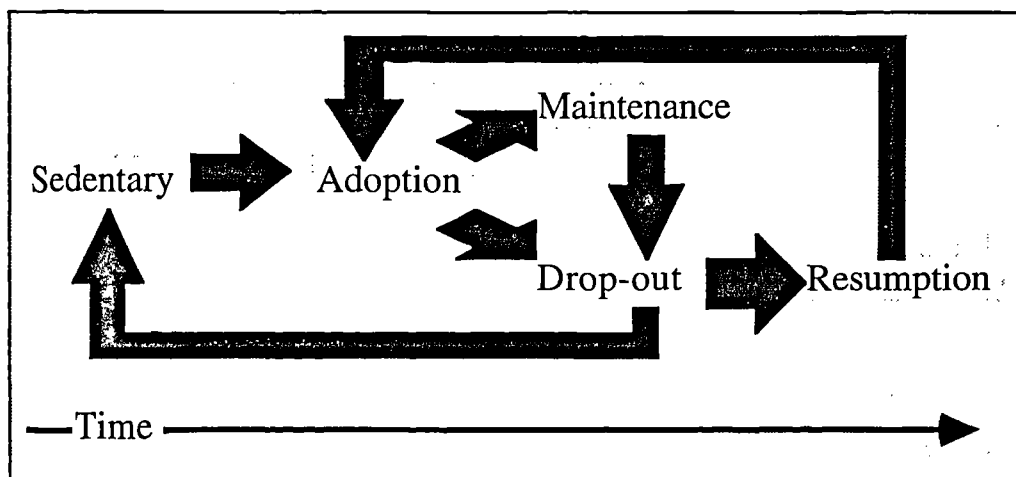 Maintenance
Sedentary
Adoption
Drop-out
Resumption
Time